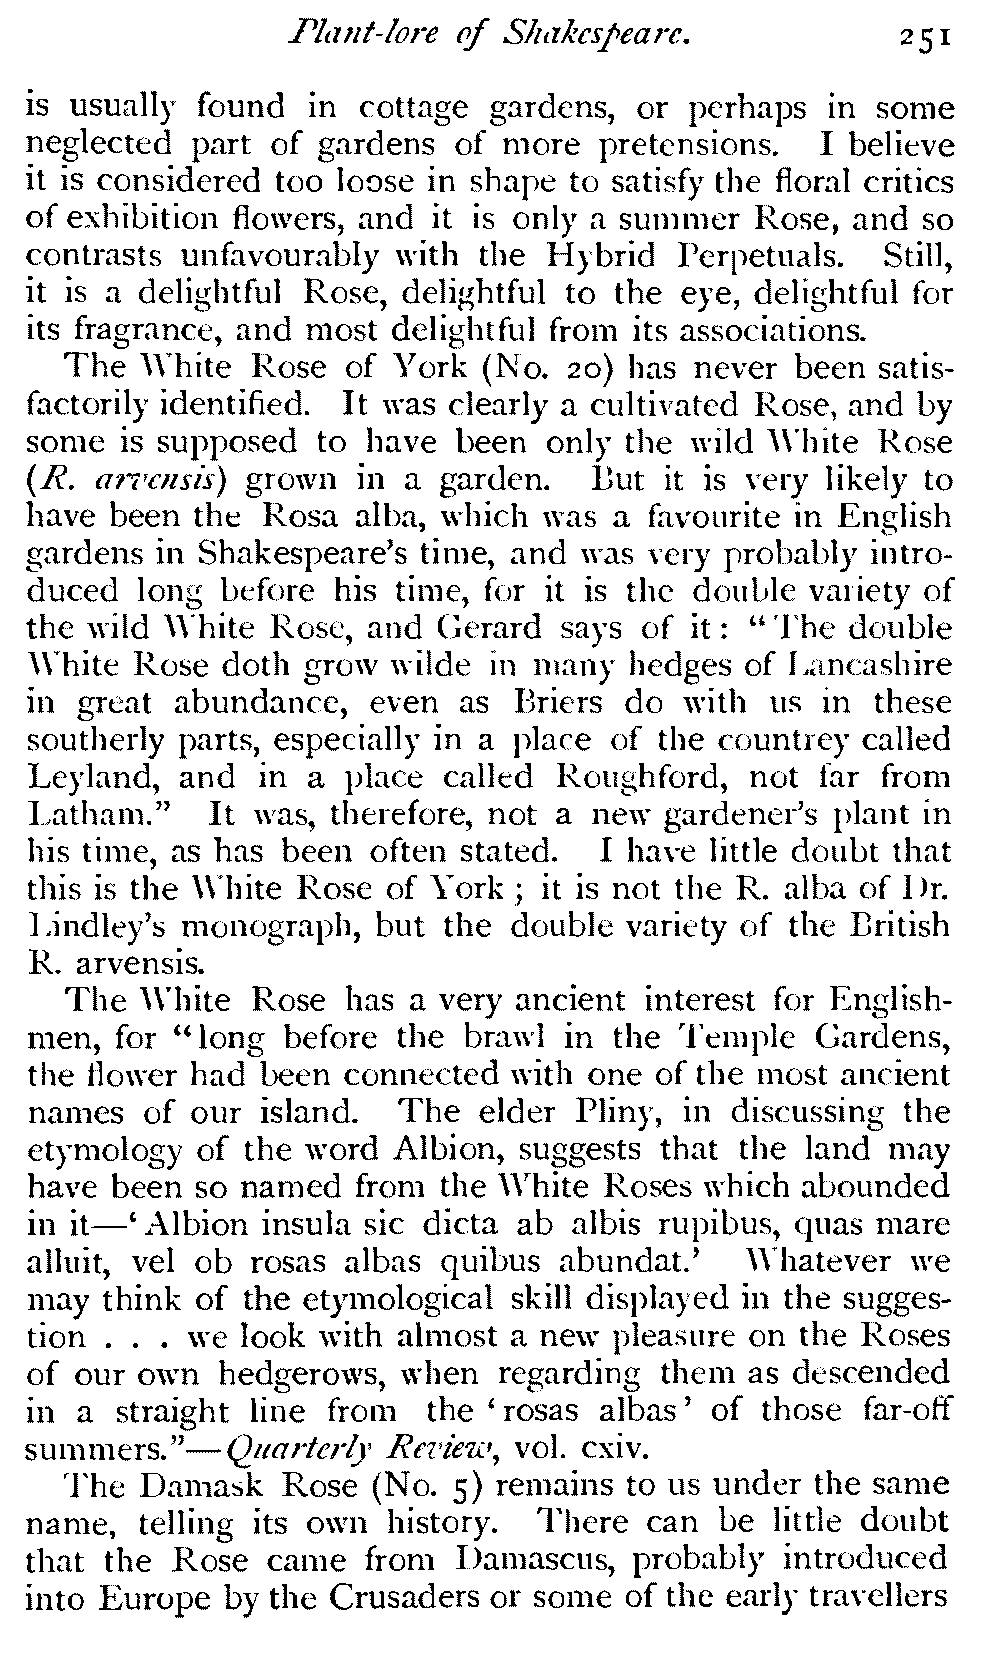 Plant-lore of Shakespeare. 251
is usually found in cottage gardens, or perhaps in some
neglected part of gardens of more pretensions. I believe
it is considered too loose in shape to satisfy the floral critics
of exhibition flowers, and it is only a summer Rose, and so
contrasts unfavourably with the Hybrid Perpetuals. Still,
it is a delightful Rose, delightful to the eye, delightful for
its fragrance, and most delightful from its associations.
The White Rose of York (No. 20) has never been satis-
factorily identified. It was clearly a cultivated Rose, and by
some is supposed to have been only the wild White Rose
(R. arvensis) grown in a garden. But it is very likely to
have been the Rosa alba, which was a favourite in English
gardens in Shakespeare's time, and was very probably intro-
duced long before his time, for it is the double variety of
the wild White Rose, and Gerard says of it: "The double
White Rose doth grow wilde in many hedges of Lancashire
in great abundance, even as Briers do with us in these
southerly parts, especially in a place of the countrey called
Leyland, and in a place called Roughford, not far from
Latham." It was, therefore, not a new gardener's plant in
his time, as has been often stated. I have little doubt that
this is the White Rose of York; it is not the R. alba of Dr.
Lindley's monograph, but the double variety of the British
R. arvensis.
The White Rose has a very ancient interest for English-
men, for "long before the brawl in the Temple Gardens,
the flower had been connected with one of the most ancient
names of our island. The elder Pliny, in discussing the
etymology of the word Albion, suggests that the land may
have been so named from the White Roses which abounded
in it—'Albion insula sic dicta ab albis rupibus, quas mare
alluit, vel ob rosas albas quibus abundat.' Whatever we
may think of the etymological skill displayed in the sugges-
tion . . . we look with almost a new pleasure on the Roses
of our own hedgerows, when regarding them as descended
in a straight line from the 'rosas albas' of those far-off
summers."—Quarterly Review, vol. cxiv.
The Damask Rose (No. 5) remains to us under the same
name, telling its own history. There can be little doubt
that the Rose came from Damascus, probably introduced
into Europe by the Crusaders or some of the early travellers